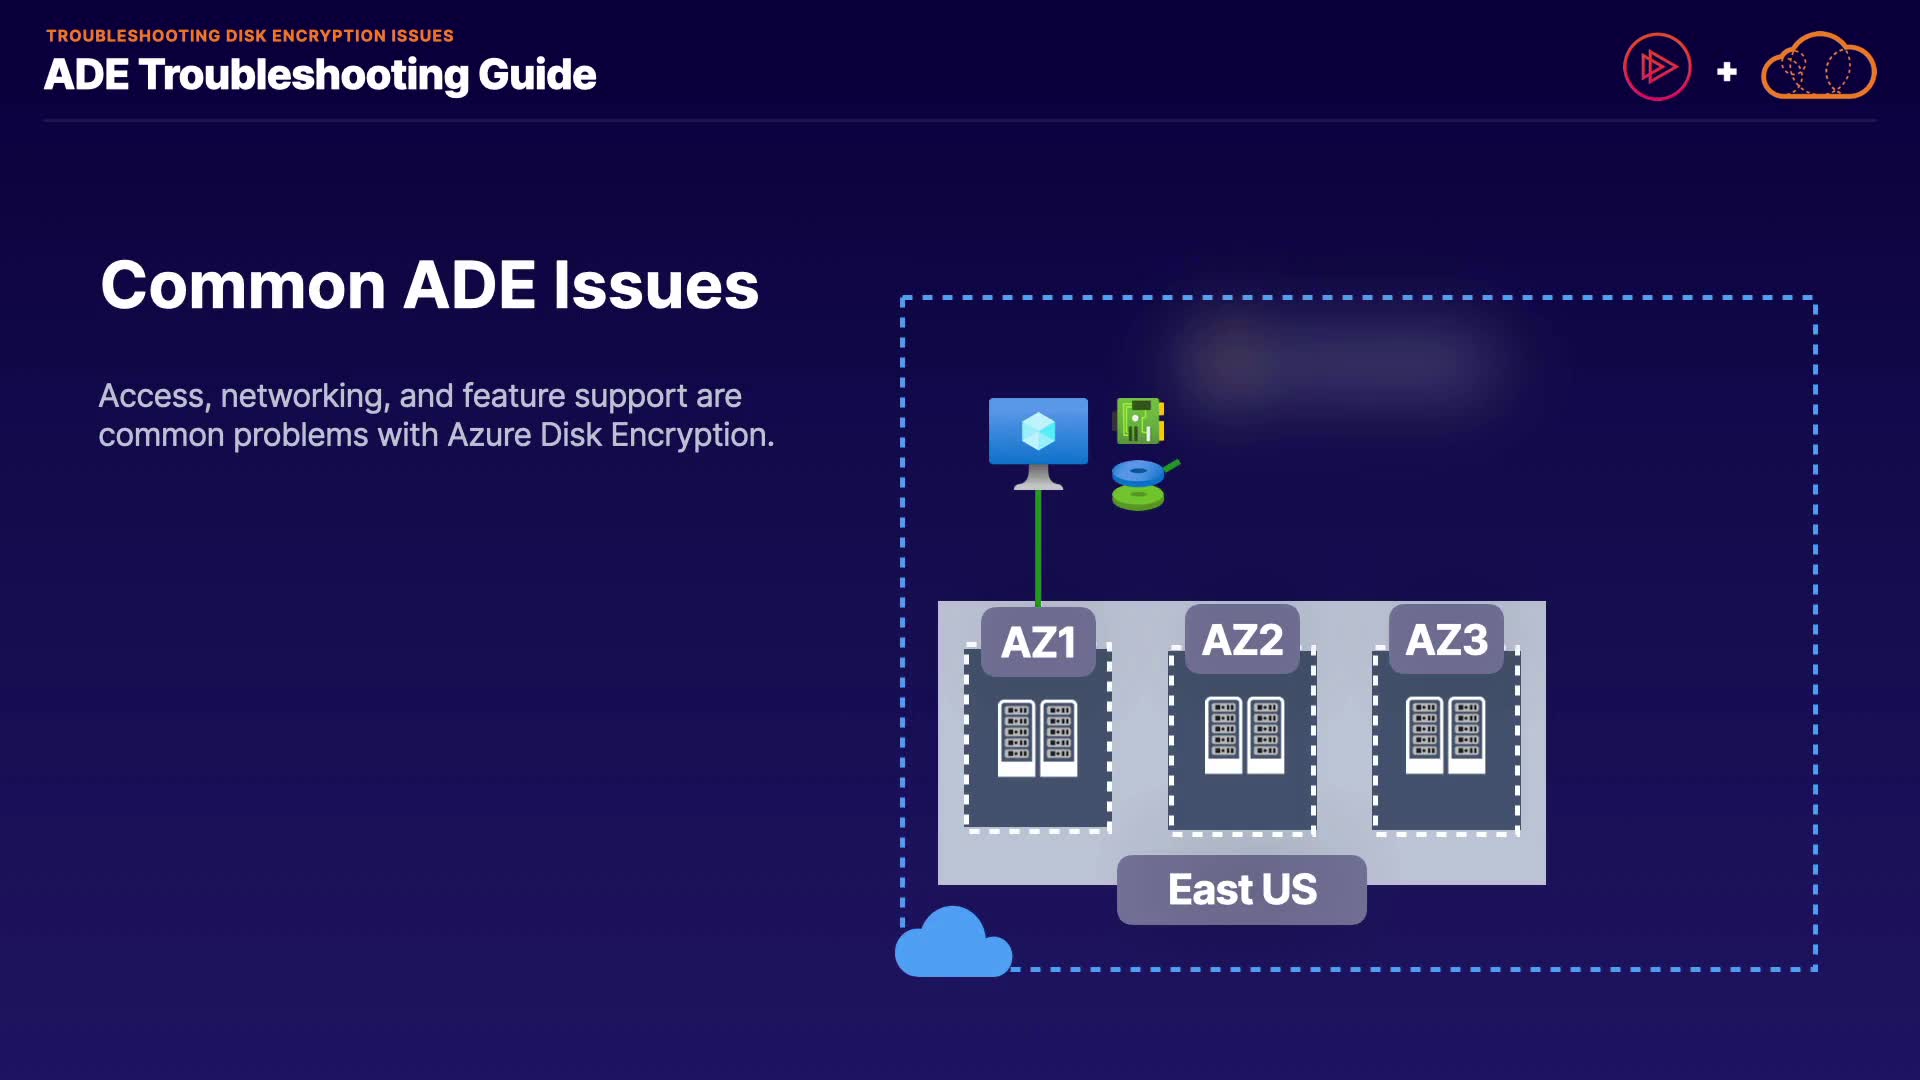 TROUBLESHOOTING DISK ENCRYPTION ISSUES
ADE Troubleshooting Guide
Common ADE Issues
Access, networking, and feature support are
common problems with Azure Disk Encryption.
AZ1
AZ2
AZ3
East US